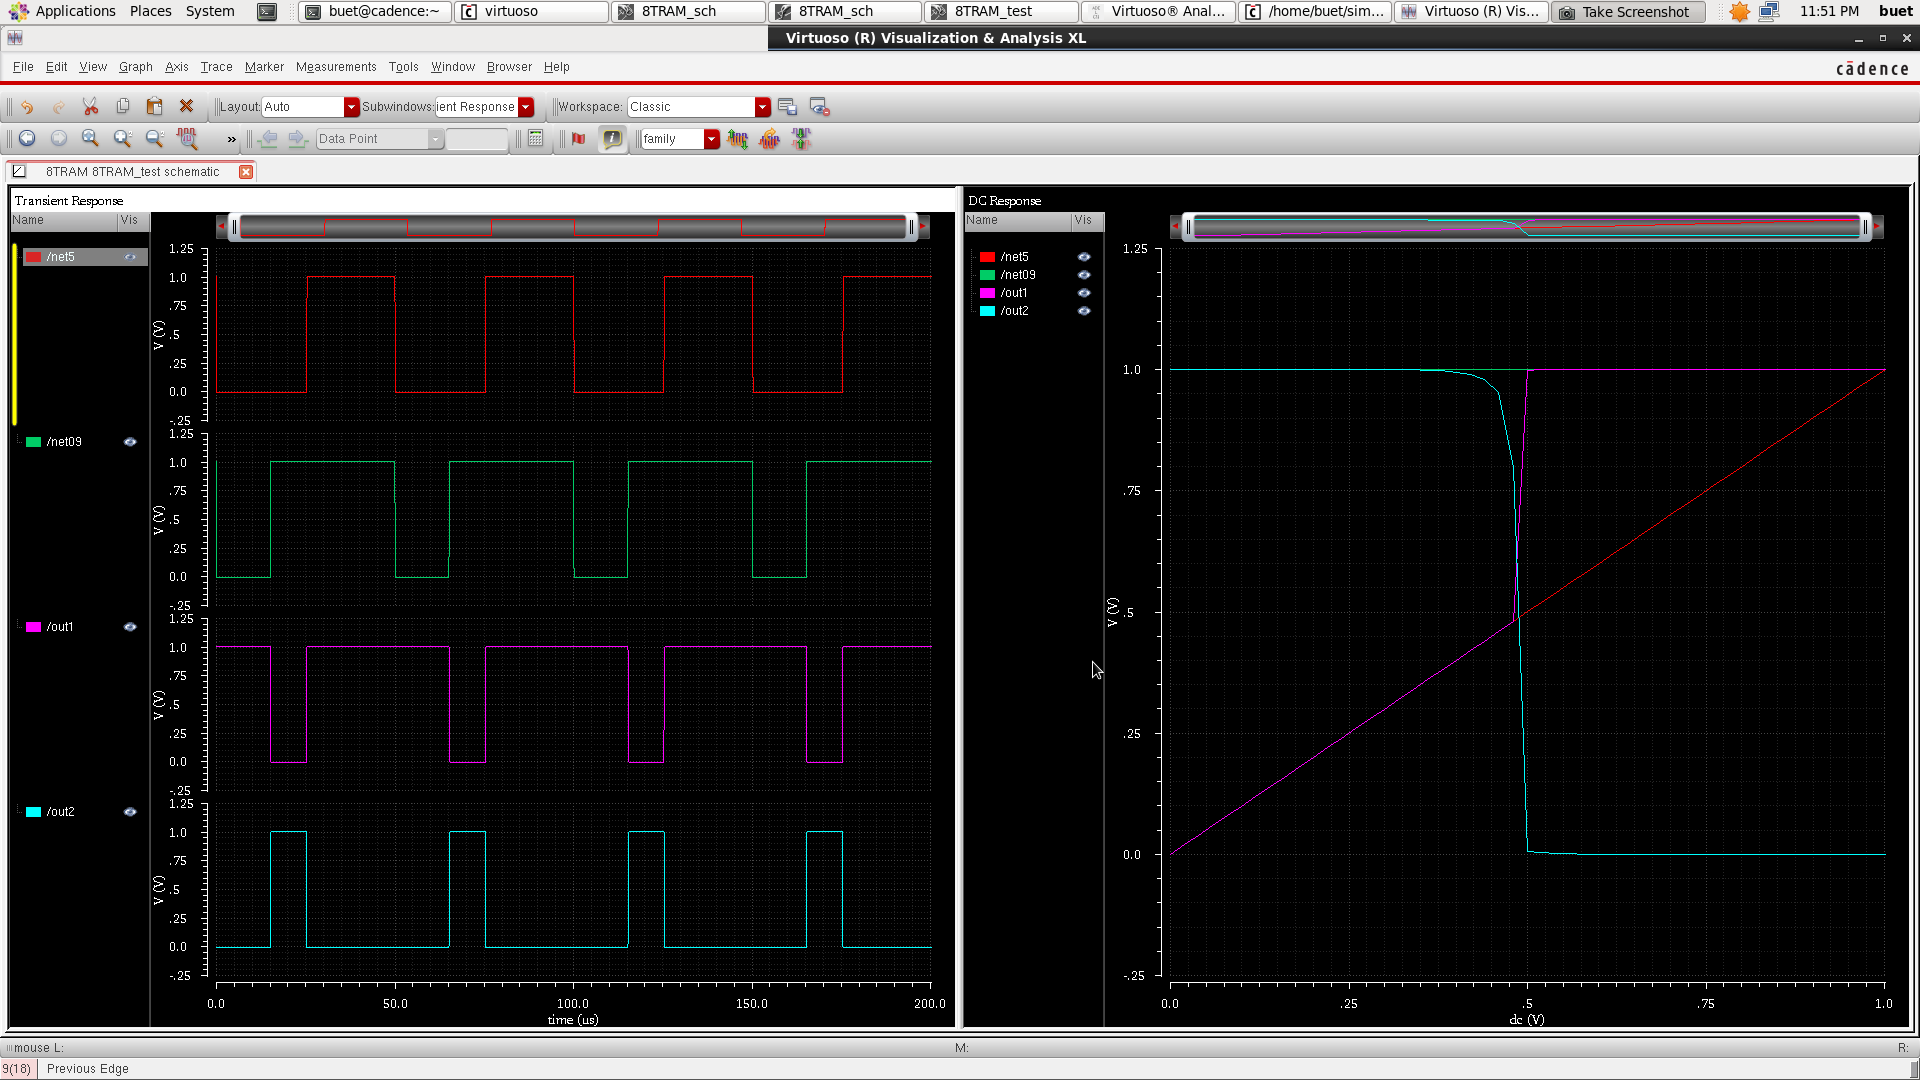 Applications Places System buet@cadence:~ virtuoso 8TRAM_sch 8TRAM_sch 8TRAM_test Virtuoso® Anal... /home/buet/sim... Virtuoso (R) Vis... Take Screenshot 11:51 PM buet
Virtuoso (R) Visualization & Analysis XL
File Edit View Graph Axis Trace Marker Measurements Tools Window Browser Help
cādence
Layout: Auto Subwindows: ient Response Workspace: Classic
» Data Point family
8TRAM 8TRAM_test schematic
Transient Response
Name Vis
/net5
1.25
1.0
.75
.5
.25
0.0
-.25
V (V)
/net09
1.25
1.0
.75
.5
.25
0.0
-.25
V (V)
/out1
1.25
1.0
.75
.5
.25
0.0
-.25
V (V)
/out2
1.25
1.0
.75
.5
.25
0.0
-.25
V (V)
0.0 50.0 100.0 150.0 200.0
time (us)
DC Response
Name Vis
/net5
/net09
/out1
/out2
1.25
1.0
.75
.5
.25
0.0
-.25
V (V)
0.0 .25 .5 .75 1.0
dc (V)
mouse L: M: R:
9(18) Previous Edge